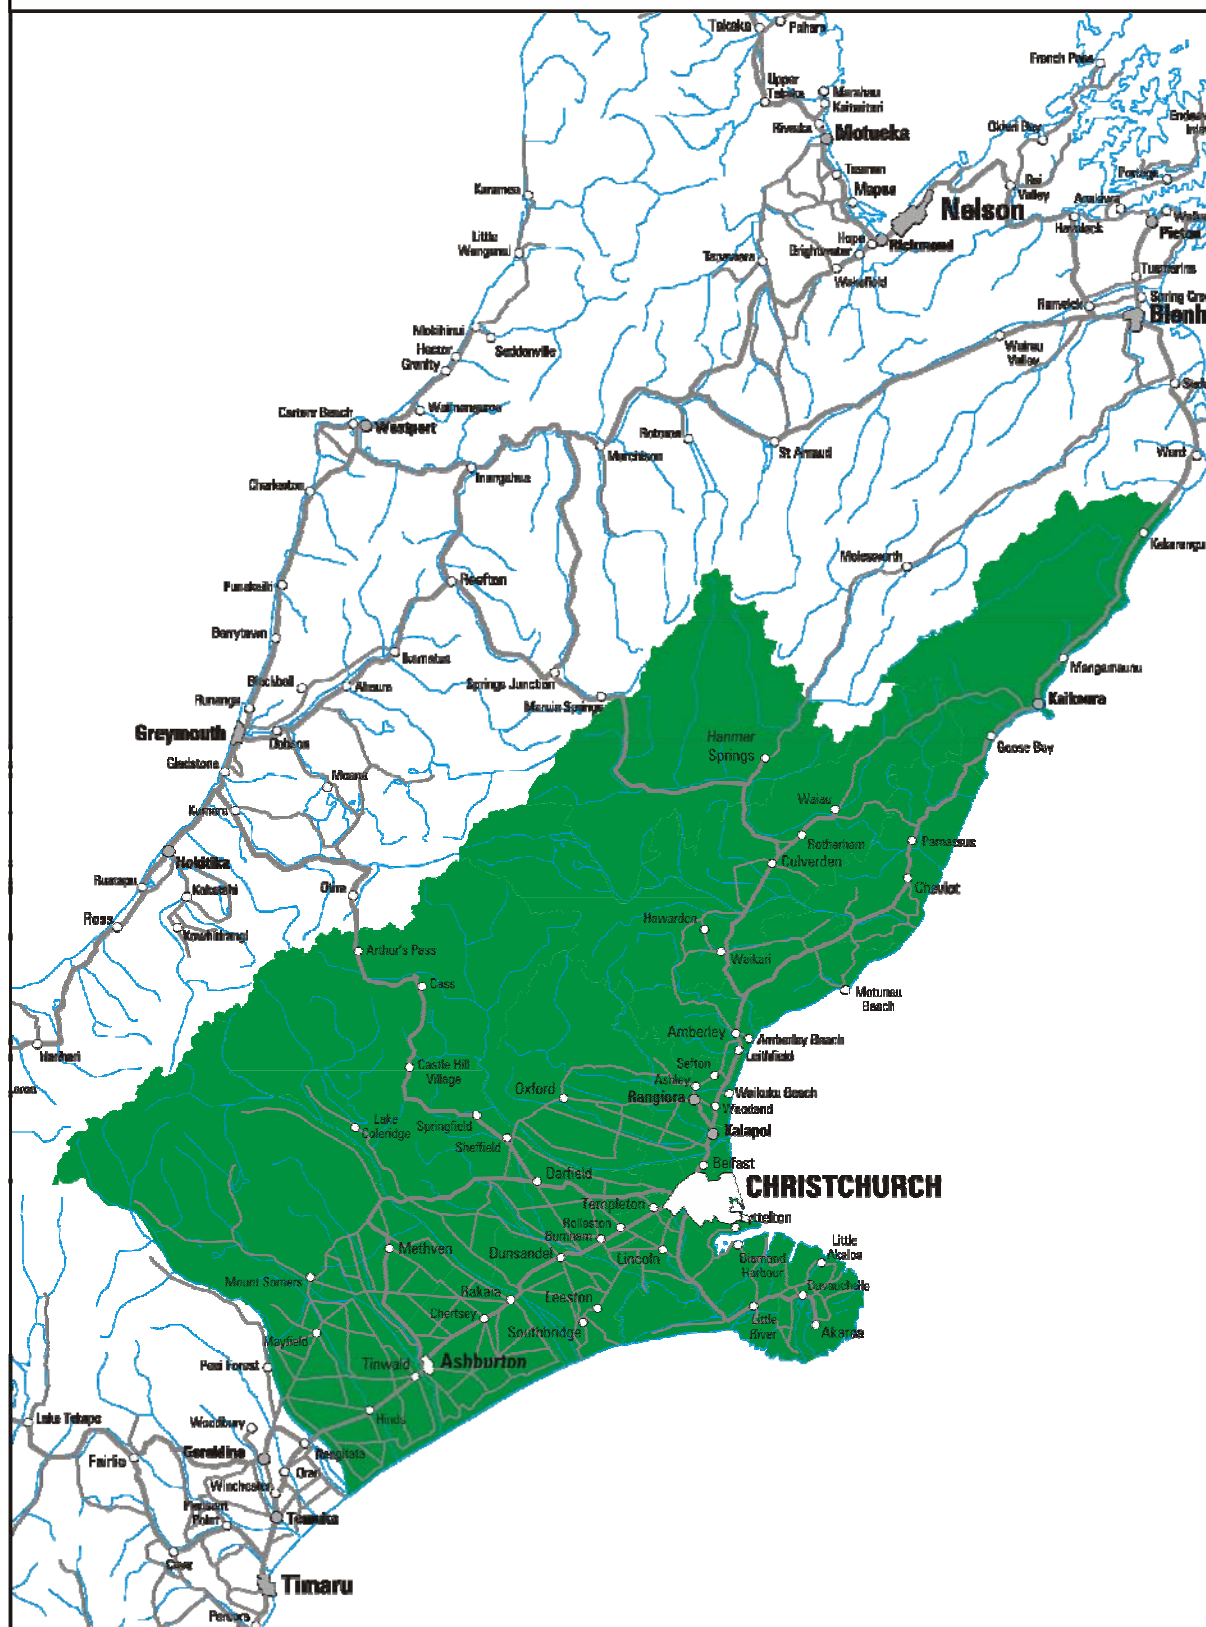 Takaka
Pohara
French Pass
Upper
Takaka
Marahau
Kaiteriteri
Riwaka
Motueka
Okiwi Bay
Tasman
Mapua
Rai
Valley
Portage
Anakiwa
Karamea
Nelson
Havelock
Picton
Little
Wanganui
Hope
Richmond
Brightwater
Tapawera
Wakefield
Tuamarina
Renwick
Mokihinui
Seddonville
Hector
Granity
Wairau
Valley
Carters Beach
Waimangaroa
Westport
Rotoroa
Murchison
St Arnaud
Ward
Inangahua
Charleston
Molesworth
Reefton
Punakaiki
Barrytown
Ikamatua
Mangamaunu
Blackball
Ahaura
Springs Junction
Maruia Springs
Runanga
Kaikoura
Greymouth
Dobson
Hanmer
Springs
Goose Bay
Gladstone
Moana
Kumara
Waiau
Rotherham
Parnassus
Hokitika
Culverden
Ruatapu
Kokatahi
Otira
Cheviot
Ross
Kowhitirangi
Hawarden
Arthur's Pass
Waikari
Cass
Motunau
Beach
Amberley
Amberley Beach
Leithfield
Harihari
Castle Hill
Village
Sefton
Ashley
Oxford
Rangiora
Waikuku Beach
Woodend
Lake
Coleridge
Springfield
Kaiapoi
Sheffield
Belfast
Darfield
CHRISTCHURCH
Templeton
Rolleston
Burnham
Methven
Dunsandel
Lincoln
Diamond
Harbour
Little
Akaloa
Mount Somers
Rakaia
Leeston
Duvauchelle
Chertsey
Southbridge
Little
River
Akaroa
Mayfield
Peel Forest
Tinwald
Ashburton
Lake Tekapo
Woodbury
Hinds
Fairlie
Geraldine
Rangitata
Orari
Winchester
Pleasant
Point
Temuka
Cave
Timaru
Pareora